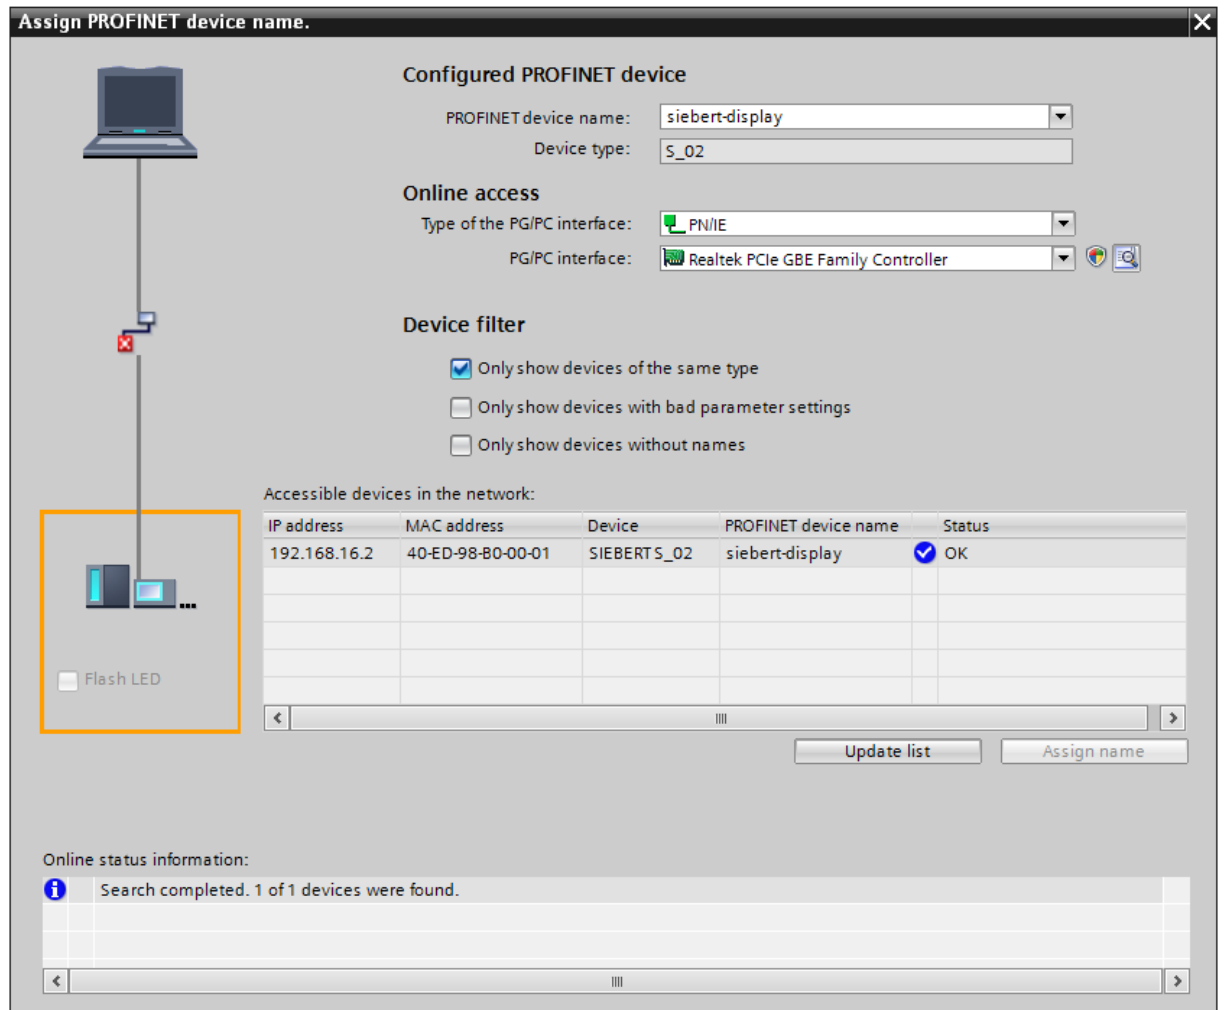 Assign PROFINET device name.
Configured PROFINET device
PROFINET device name: siebert-display
Device type: S_02
Online access
Type of the PG/PC interface: PN/IE
PG/PC interface: Realtek PCIe GBE Family Controller
Device filter
Only show devices of the same type
Only show devices with bad parameter settings
Only show devices without names
Accessible devices in the network:
IP address MAC address Device PROFINET device name Status
192.168.16.2 40-ED-98-B0-00-01 SIEBERT S_02 siebert-display OK
Flash LED
Update list Assign name
Online status information:
Search completed. 1 of 1 devices were found.